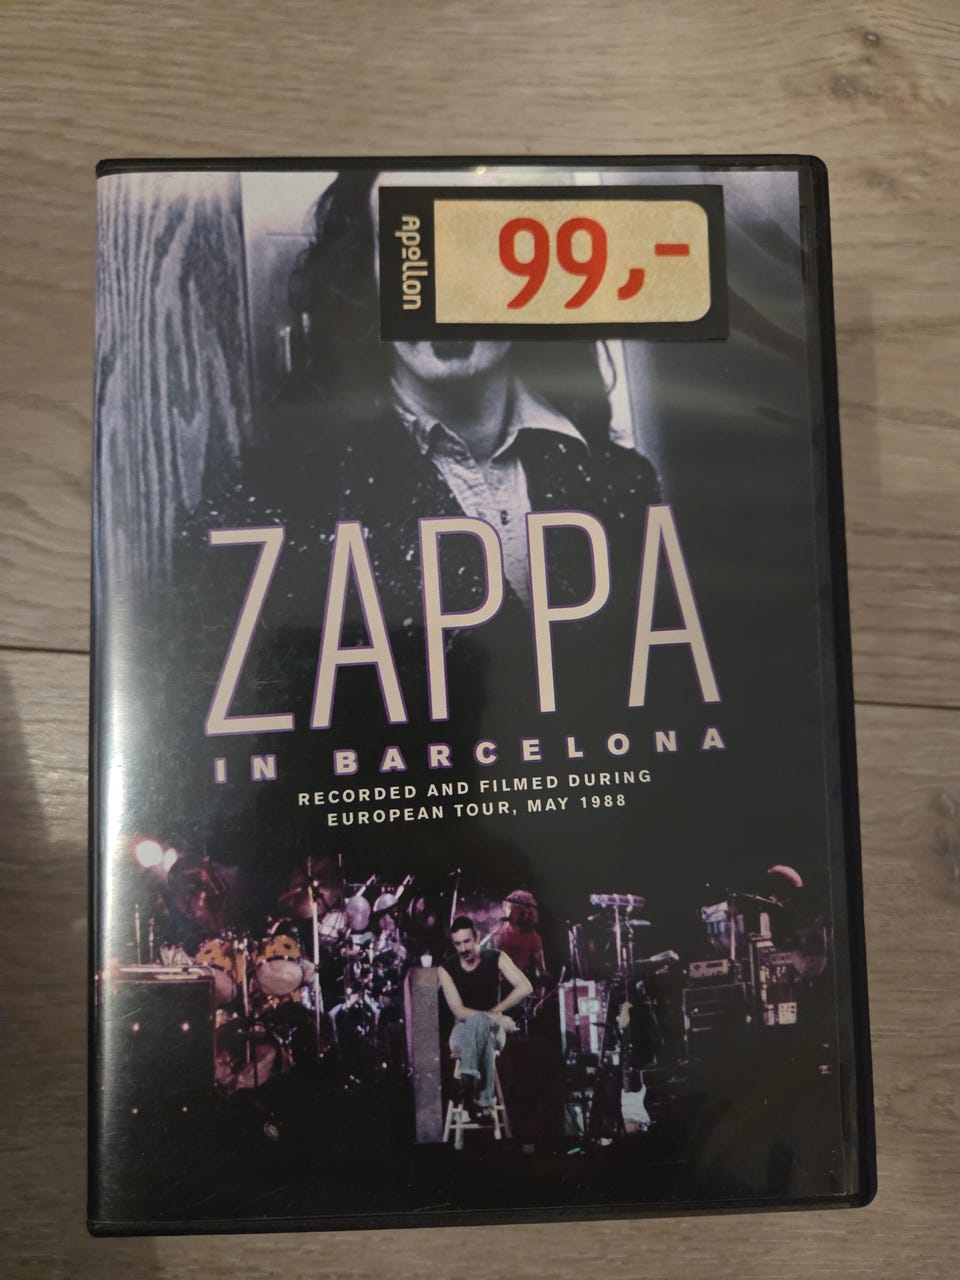 Apollon
99,-
ZAPPA
IN BARCELONA
RECORDED AND FILMED DURING
EUROPEAN TOUR, MAY 1988